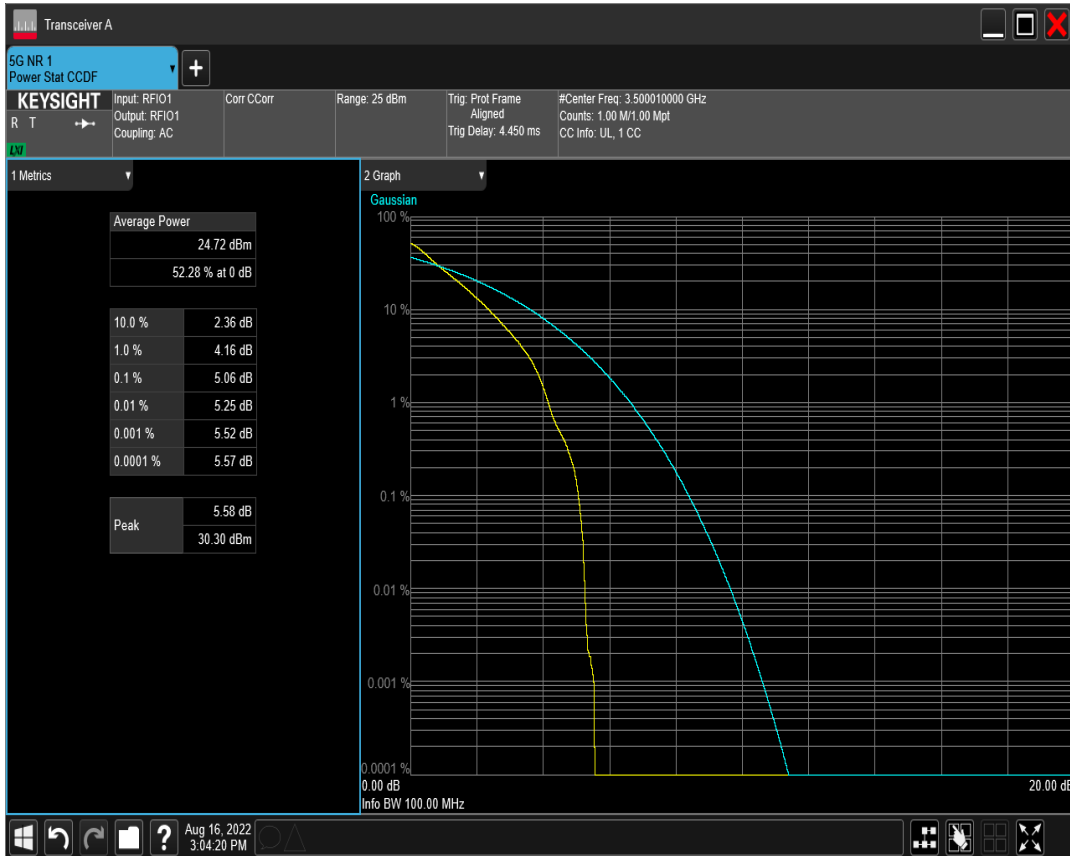 Transceiver A
5G NR 1
Power Stat CCDF
KEYSIGHT
R T
LXI
Input: RFIO1
Output: RFIO1
Coupling: AC
Corr CCorr
Range: 25 dBm
Trig: Prot Frame
Aligned
Trig Delay: 4.450 ms
#Center Freq: 3.500010000 GHz
Counts: 1.00 M/1.00 Mpt
CC Info: UL, 1 CC
1 Metrics
Average Power
24.72 dBm
52.28 % at 0 dB
10.0 % 2.36 dB
1.0 % 4.16 dB
0.1 % 5.06 dB
0.01 % 5.25 dB
0.001 % 5.52 dB
0.0001 % 5.57 dB
Peak
5.58 dB
30.30 dBm
2 Graph
Gaussian
100 %
10 %
1 %
0.1 %
0.01 %
0.001 %
0.0001 %
0.00 dB 20.00 dB
Info BW 100.00 MHz
?
Aug 16, 2022
3:04:20 PM